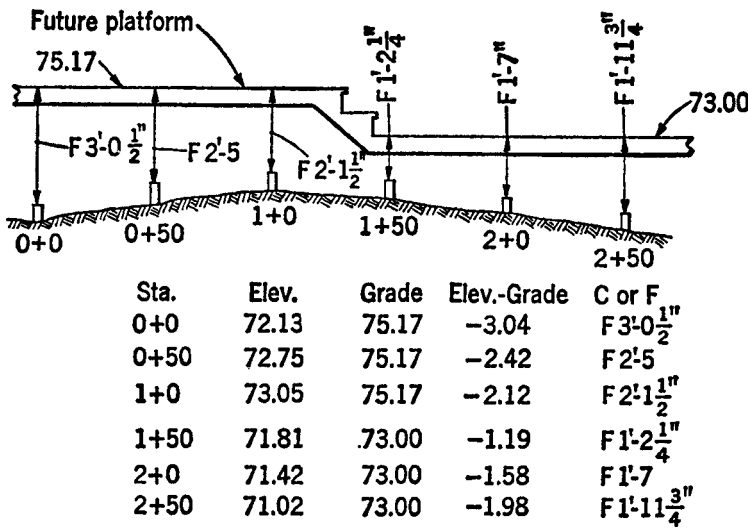 Future platform
75.17
F 1'-2 1/4"
F 1'-7"
F 1'-11 3/4"
73.00
F 3'-0 1/2"
F 2'-5
F 2'-1 1/2"
0+0
0+50
1+0
1+50
2+0
2+50
Sta. Elev. Grade Elev.-Grade C or F
0+0 72.13 75.17 −3.04 F 3'-0 1/2"
0+50 72.75 75.17 −2.42 F 2'-5
1+0 73.05 75.17 −2.12 F 2'-1 1/2"
1+50 71.81 73.00 −1.19 F 1'-2 1/4"
2+0 71.42 73.00 −1.58 F 1'-7
2+50 71.02 73.00 −1.98 F 1'-11 3/4"